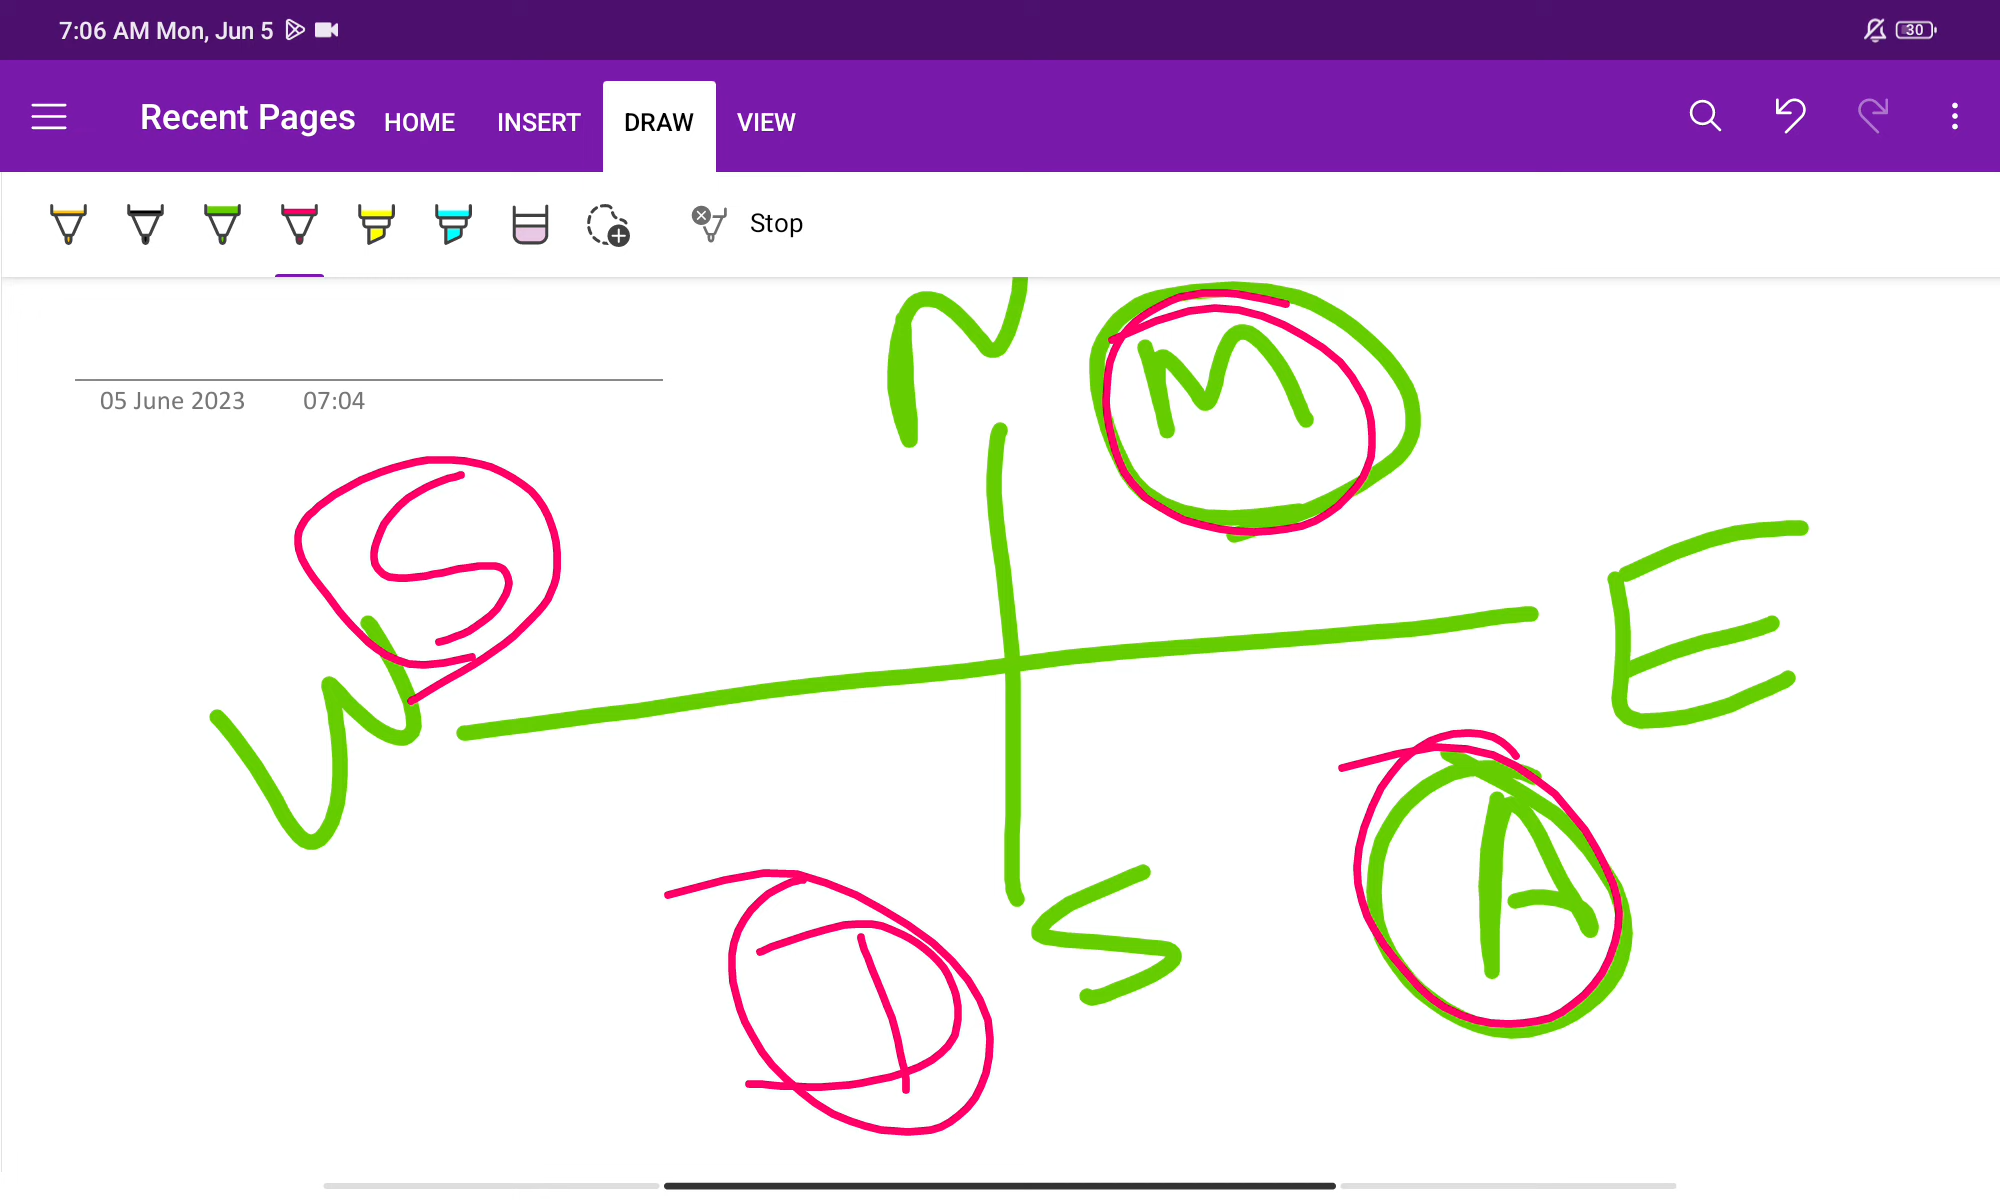 7:06 AM Mon, Jun 5
30
Recent Pages HOME INSERT DRAW VIEW
Stop
05 June 2023 07:04
N M
S
E
W
A
S
D